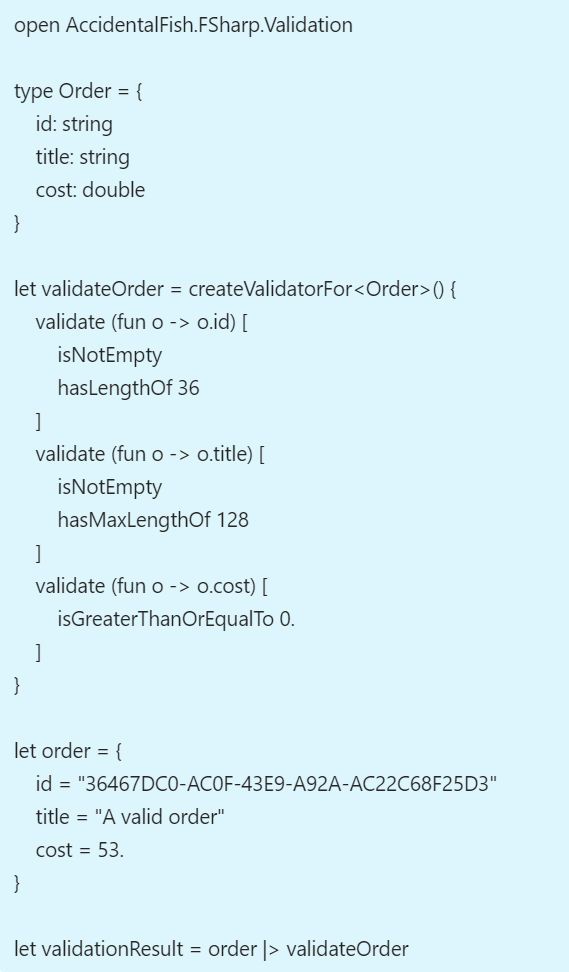 open AccidentalFish.FSharp.Validation

type Order = {
    id: string
    title: string
    cost: double
}

let validateOrder = createValidatorFor<Order>() {
    validate (fun o -> o.id) [
        isNotEmpty
        hasLengthOf 36
    ]
    validate (fun o -> o.title) [
        isNotEmpty
        hasMaxLengthOf 128
    ]
    validate (fun o -> o.cost) [
        isGreaterThanOrEqualTo 0.
    ]
}

let order = {
    id = "36467DC0-AC0F-43E9-A92A-AC22C68F25D3"
    title = "A valid order"
    cost = 53.
}

let validationResult = order |> validateOrder